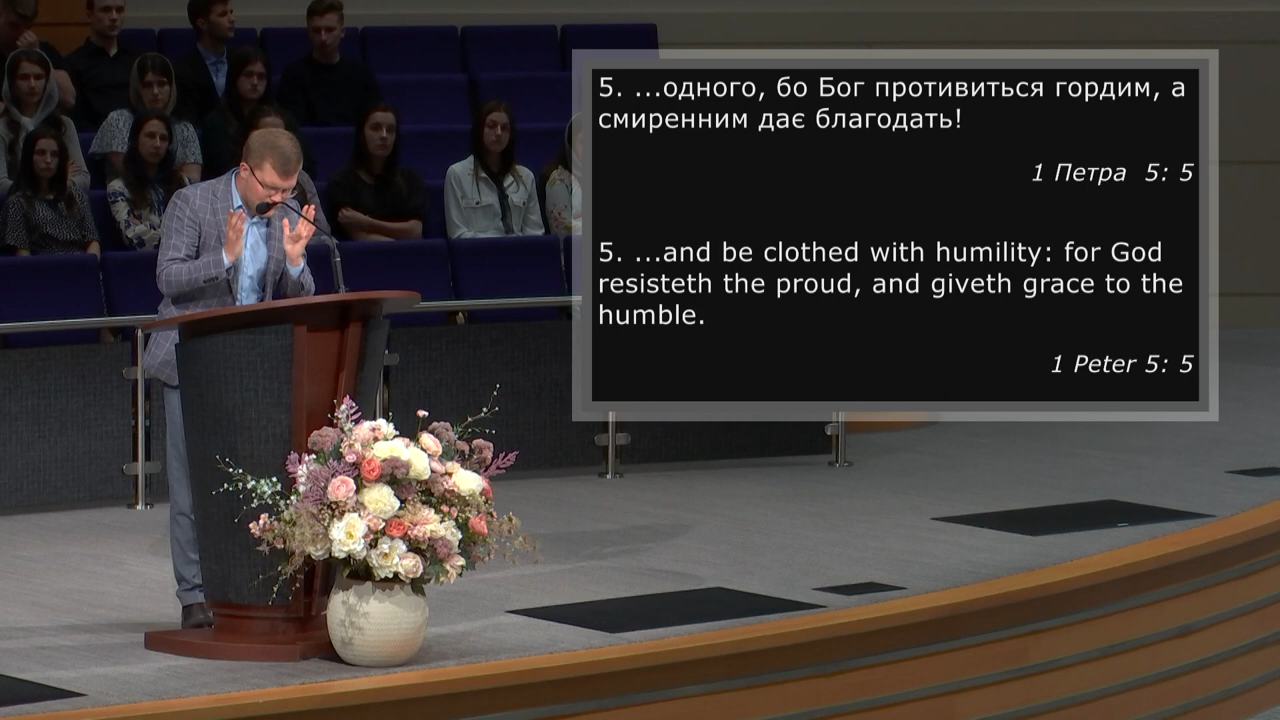 5. ...одного, бо Бог противиться гордим, а
смиренним дає благодать!
1 Петра 5: 5
5. ...and be clothed with humility: for God
resisteth the proud, and giveth grace to the
humble.
1 Peter 5: 5